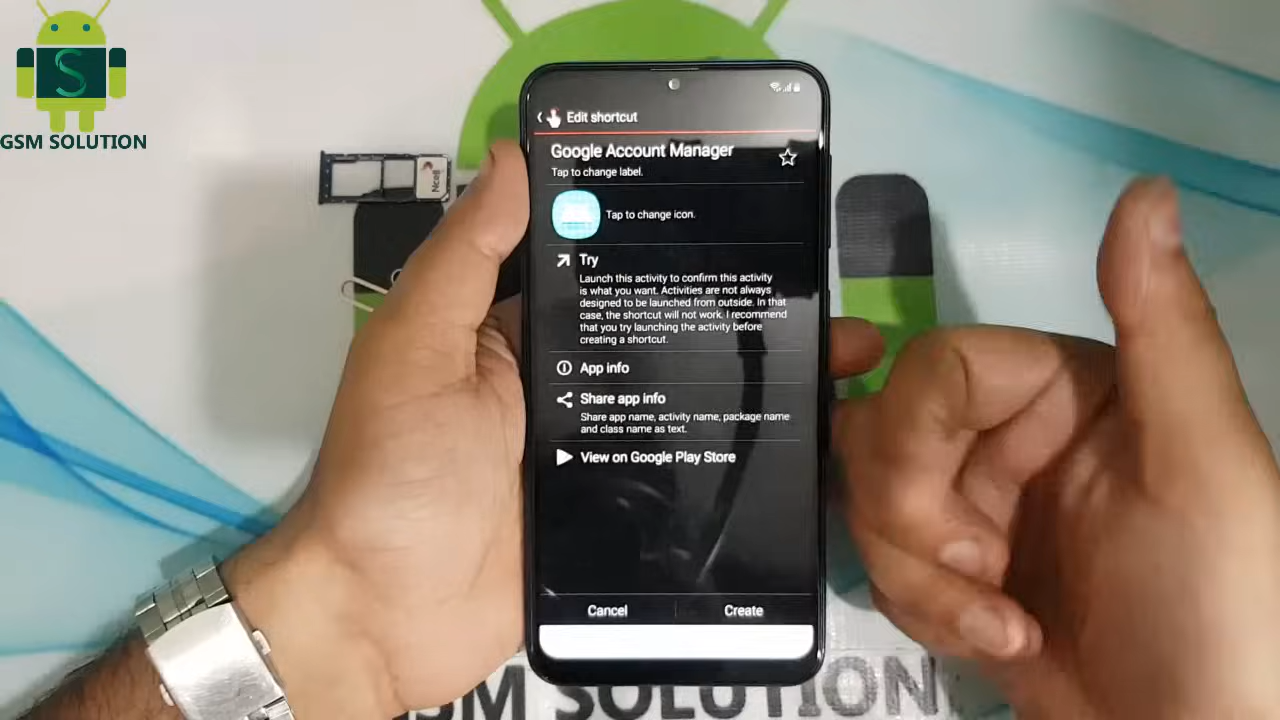 GSM SOLUTION
Ncell
Edit shortcut
Google Account Manager
Tap to change label.
Tap to change icon.
Try
Launch this activity to confirm this activity
is what you want. Activities are not always
designed to be launched from outside. In that
case, the shortcut will not work. I recommend
that you try launching the activity before
creating a shortcut.
App info
Share app info
Share app name, activity name, package name
and class name as text.
View on Google Play Store
Cancel
Create
GSM SOLUTION